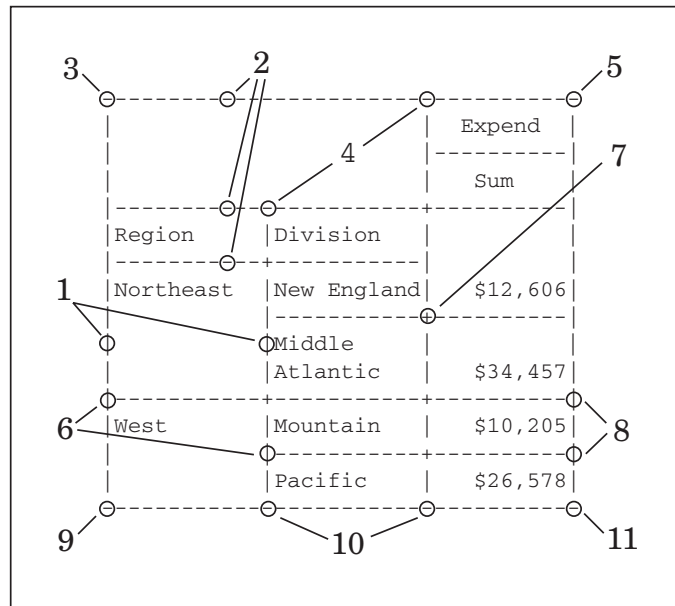 3 2 5
Expend
4 7
Sum
Region Division
1 Northeast New England $12,606
Middle
Atlantic $34,457
6 West Mountain $10,205 8
Pacific $26,578
9 10 11